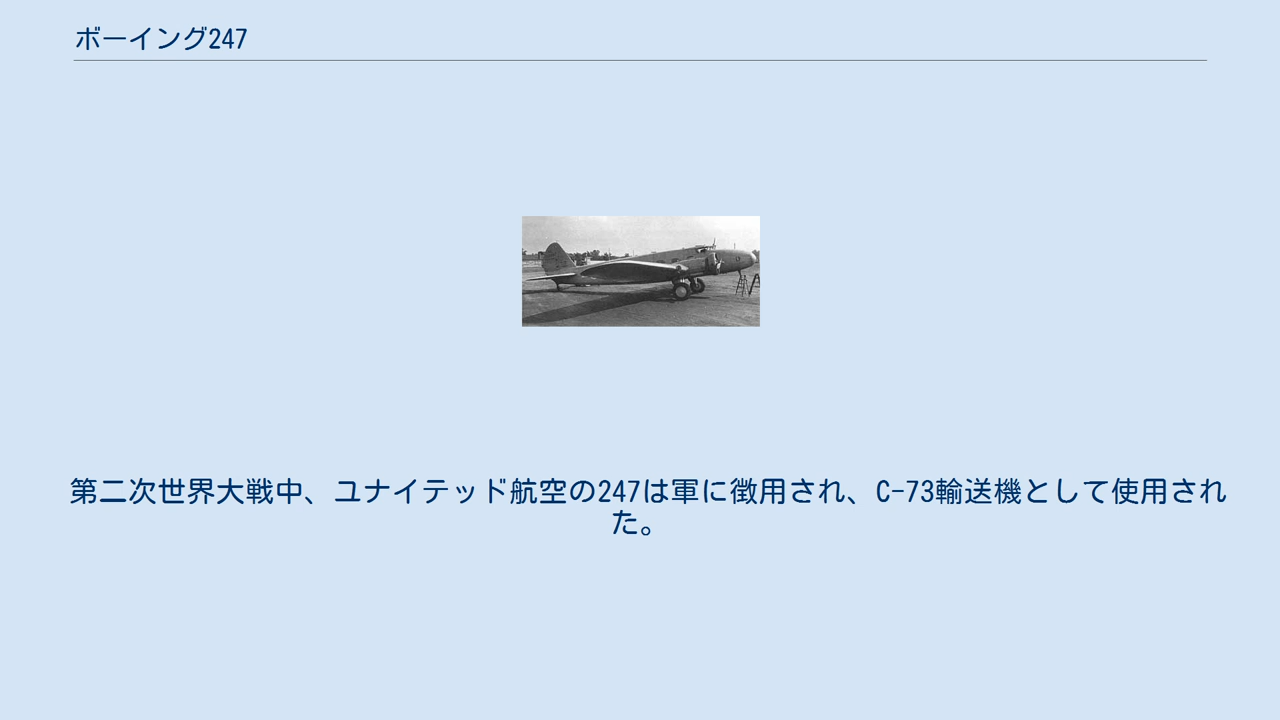 ボーイング247
第二次世界大戦中、ユナイテッド航空の247は軍に徴用され、C-73輸送機として使用され
た。